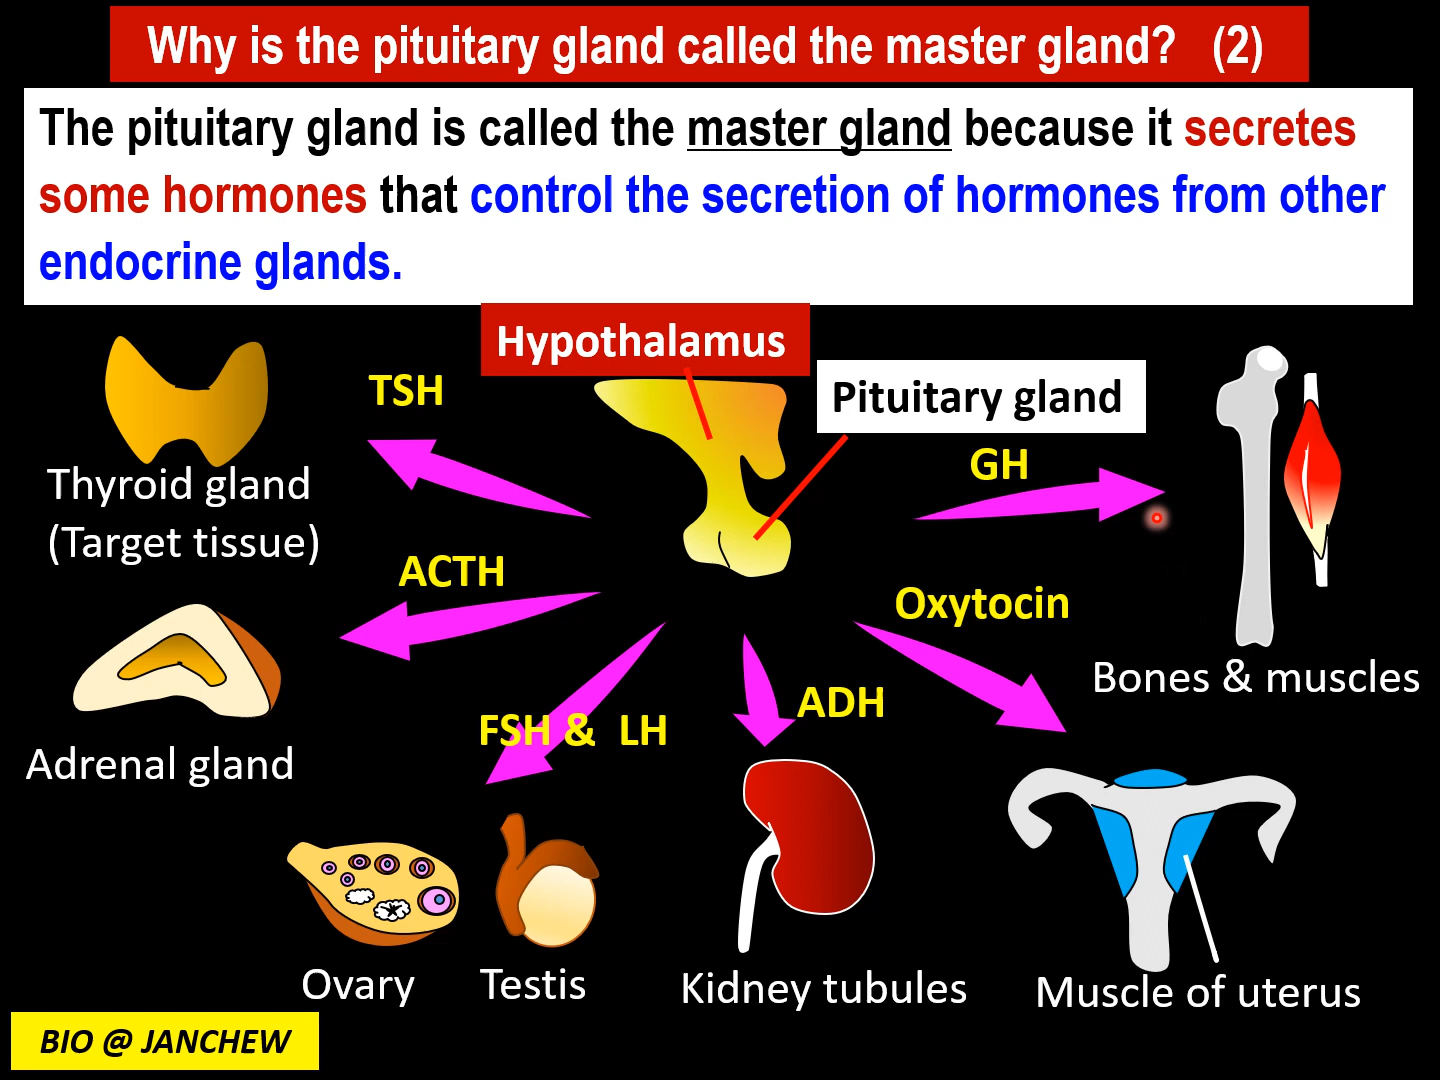 Why is the pituitary gland called the master gland? (2)
The pituitary gland is called the master gland because it secretes
some hormones that control the secretion of hormones from other
endocrine glands.
Hypothalamus
Pituitary gland
TSH
GH
Thyroid gland
(Target tissue)
ACTH
Oxytocin
Bones & muscles
FSH & LH
ADH
Adrenal gland
Ovary
Testis
Kidney tubules
Muscle of uterus
BIO @ JANCHEW